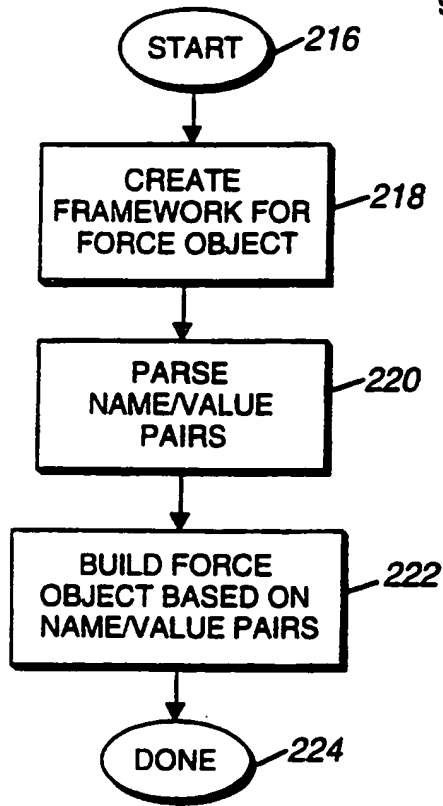 START
216
CREATE
FRAMEWORK FOR
FORCE OBJECT
218
PARSE
NAME/VALUE
PAIRS
220
BUILD FORCE
OBJECT BASED ON
NAME/VALUE PAIRS
222
DONE
224